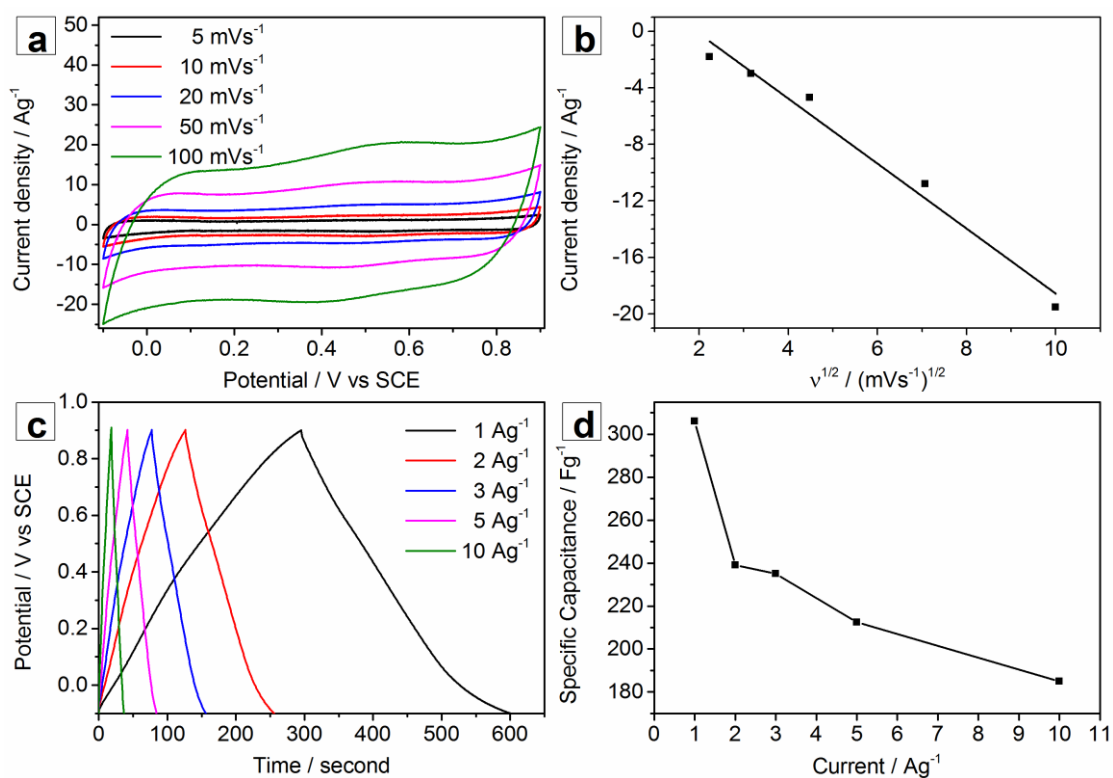 a
5 mVs⁻¹
10 mVs⁻¹
20 mVs⁻¹
50 mVs⁻¹
100 mVs⁻¹
50
40
30
20
10
0
-10
-20
Current density / Ag⁻¹
0.0 0.2 0.4 0.6 0.8
Potential / V vs SCE
b
0
-4
-8
-12
-16
-20
Current density / Ag⁻¹
2 4 6 8 10
ν¹ᐟ² / (mVs⁻¹)¹ᐟ²
c
1 Ag⁻¹
2 Ag⁻¹
3 Ag⁻¹
5 Ag⁻¹
10 Ag⁻¹
1.0
0.8
0.6
0.4
0.2
0.0
Potential / V vs SCE
0 100 200 300 400 500 600
Time / second
d
300
280
260
240
220
200
180
Specific Capacitance / Fg⁻¹
0 1 2 3 4 5 6 7 8 9 10 11
Current / Ag⁻¹